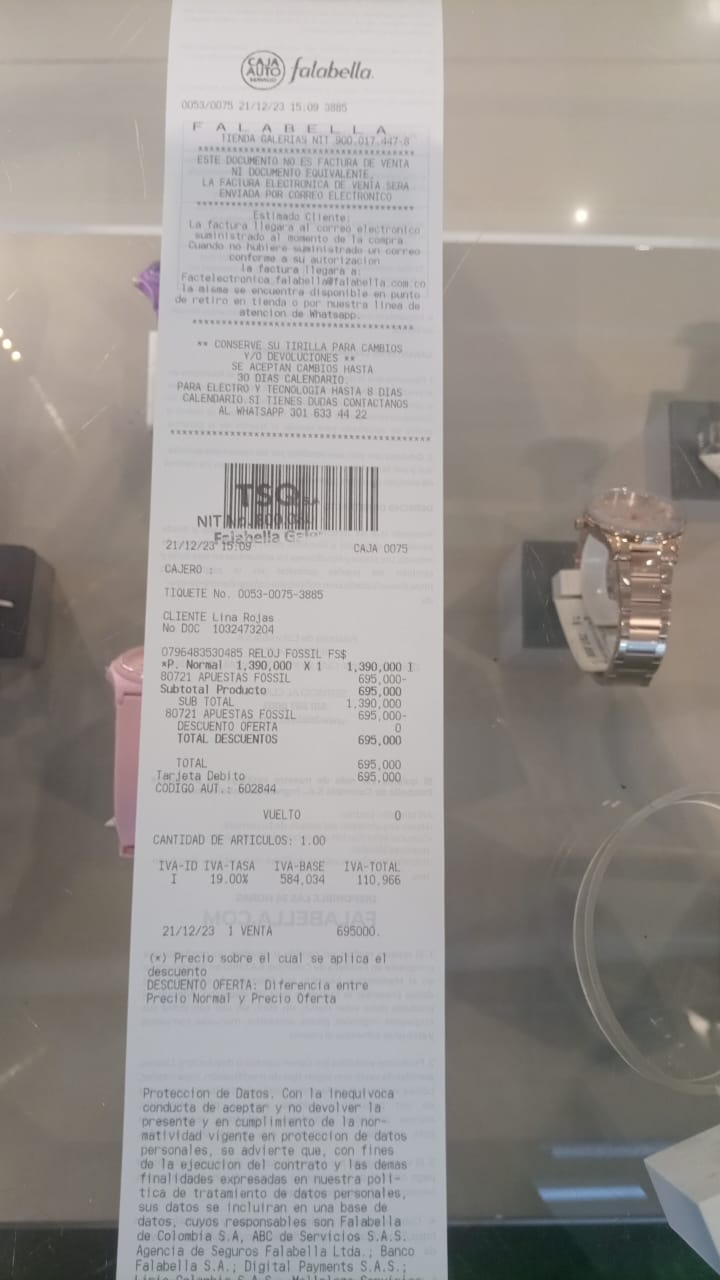 CAJA
AUTO
SERVICIO
falabella.
0053/0075 21/12/23 15:09 3885
F A L A B E L L A
TIENDA GALERIAS NIT 900.017.447-8
****************************************
ESTE DOCUMENTO NO ES FACTURA DE VENTA
NI DOCUMENTO EQUIVALENTE,
LA FACTURA ELECTRONICA DE VENTA SERA
ENVIADA POR CORREO ELECTRONICO
****************************************
Estimado Cliente:
La factura llegara al correo electronico
suministrado al momento de la compra
Cuando no hubiere suministrado un correo
conforme a su autorizacion
la factura llegara a:
Factelectronica.falabella@falabella.com.co
la misma se encuentra disponible en punto
de retiro en tienda o por nuestra linea de
atencion de Whatsapp.
****************************************
** CONSERVE SU TIRILLA PARA CAMBIOS
Y/O DEVOLUCIONES **
SE ACEPTAN CAMBIOS HASTA
30 DIAS CALENDARIO.
PARA ELECTRO Y TECNOLOGIA HASTA 8 DIAS
CALENDARIO.SI TIENES DUDAS CONTACTANOS
AL WHATSAPP 301 633 44 22
****************************************
TSO
NIT
Falabella
21/12/23 15:09 CAJA 0075
CAJERO :
TIQUETE No. 0053-0075-3885
CLIENTE Lina Rojas
No DOC 1032473204
0796483530485 RELOJ FOSSIL FS$
*P. Normal 1,390,000 X 1 1,390,000 I
80721 APUESTAS FOSSIL 695,000-
Subtotal Producto 695,000
SUB TOTAL 1,390,000
80721 APUESTAS FOSSIL 695,000-
DESCUENTO OFERTA 0
TOTAL DESCUENTOS 695,000
TOTAL 695,000
Tarjeta Debito 695,000
CODIGO AUT.: 602844
VUELTO 0
CANTIDAD DE ARTICULOS: 1.00
IVA-ID IVA-TASA IVA-BASE IVA-TOTAL
I 19.00% 584,034 110,966
21/12/23 1 VENTA 695000.
(*) Precio sobre el cual se aplica el
descuento
DESCUENTO OFERTA: Diferencia entre
Precio Normal y Precio Oferta
Proteccion de Datos. Con la inequivoca
conducta de aceptar y no devolver la
presente y en cumplimiento de la nor-
matividad vigente en proteccion de datos
personales, se advierte que, con fines
de la ejecucion del contrato y las demas
finalidades expresadas en nuestra poli-
tica de tratamiento de datos personales,
sus datos se incluiran en una base de
datos, cuyos responsables son Falabella
de Colombia S.A, ABC de Servicios S.A.S.
Agencia de Seguros Falabella Ltda.; Banco
Falabella S.A.; Digital Payments S.A.S.;